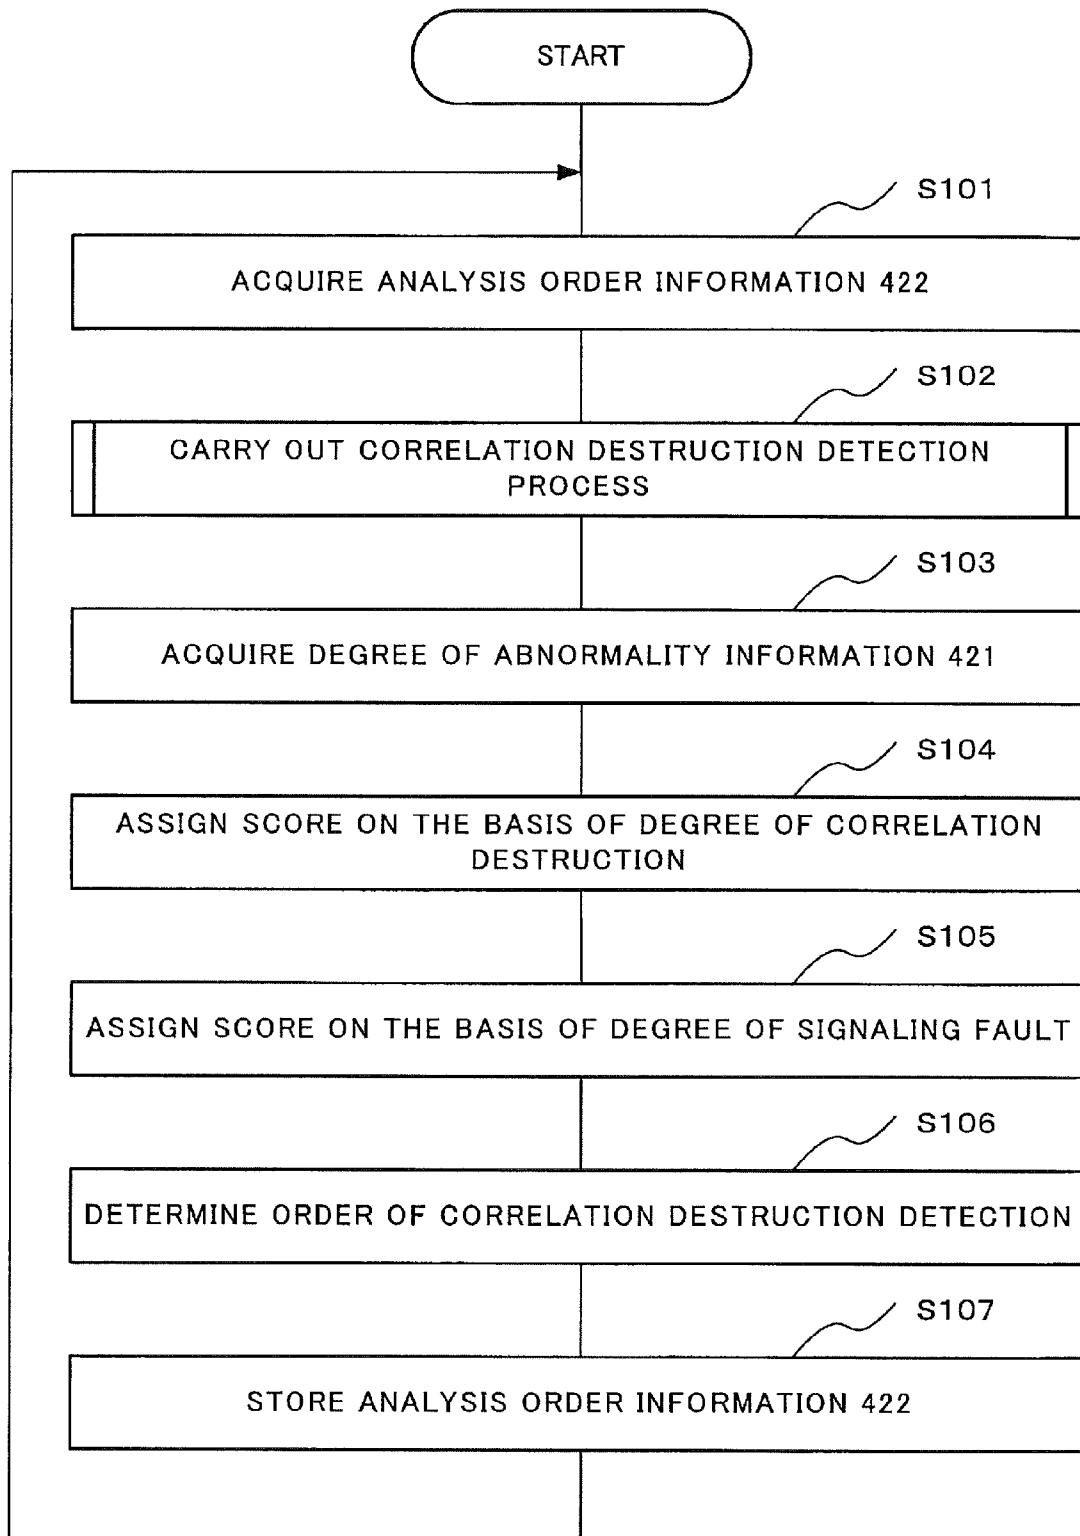 START
S101
ACQUIRE ANALYSIS ORDER INFORMATION 422
S102
CARRY OUT CORRELATION DESTRUCTION DETECTION
PROCESS
S103
ACQUIRE DEGREE OF ABNORMALITY INFORMATION 421
S104
ASSIGN SCORE ON THE BASIS OF DEGREE OF CORRELATION
DESTRUCTION
S105
ASSIGN SCORE ON THE BASIS OF DEGREE OF SIGNALING FAULT
S106
DETERMINE ORDER OF CORRELATION DESTRUCTION DETECTION
S107
STORE ANALYSIS ORDER INFORMATION 422